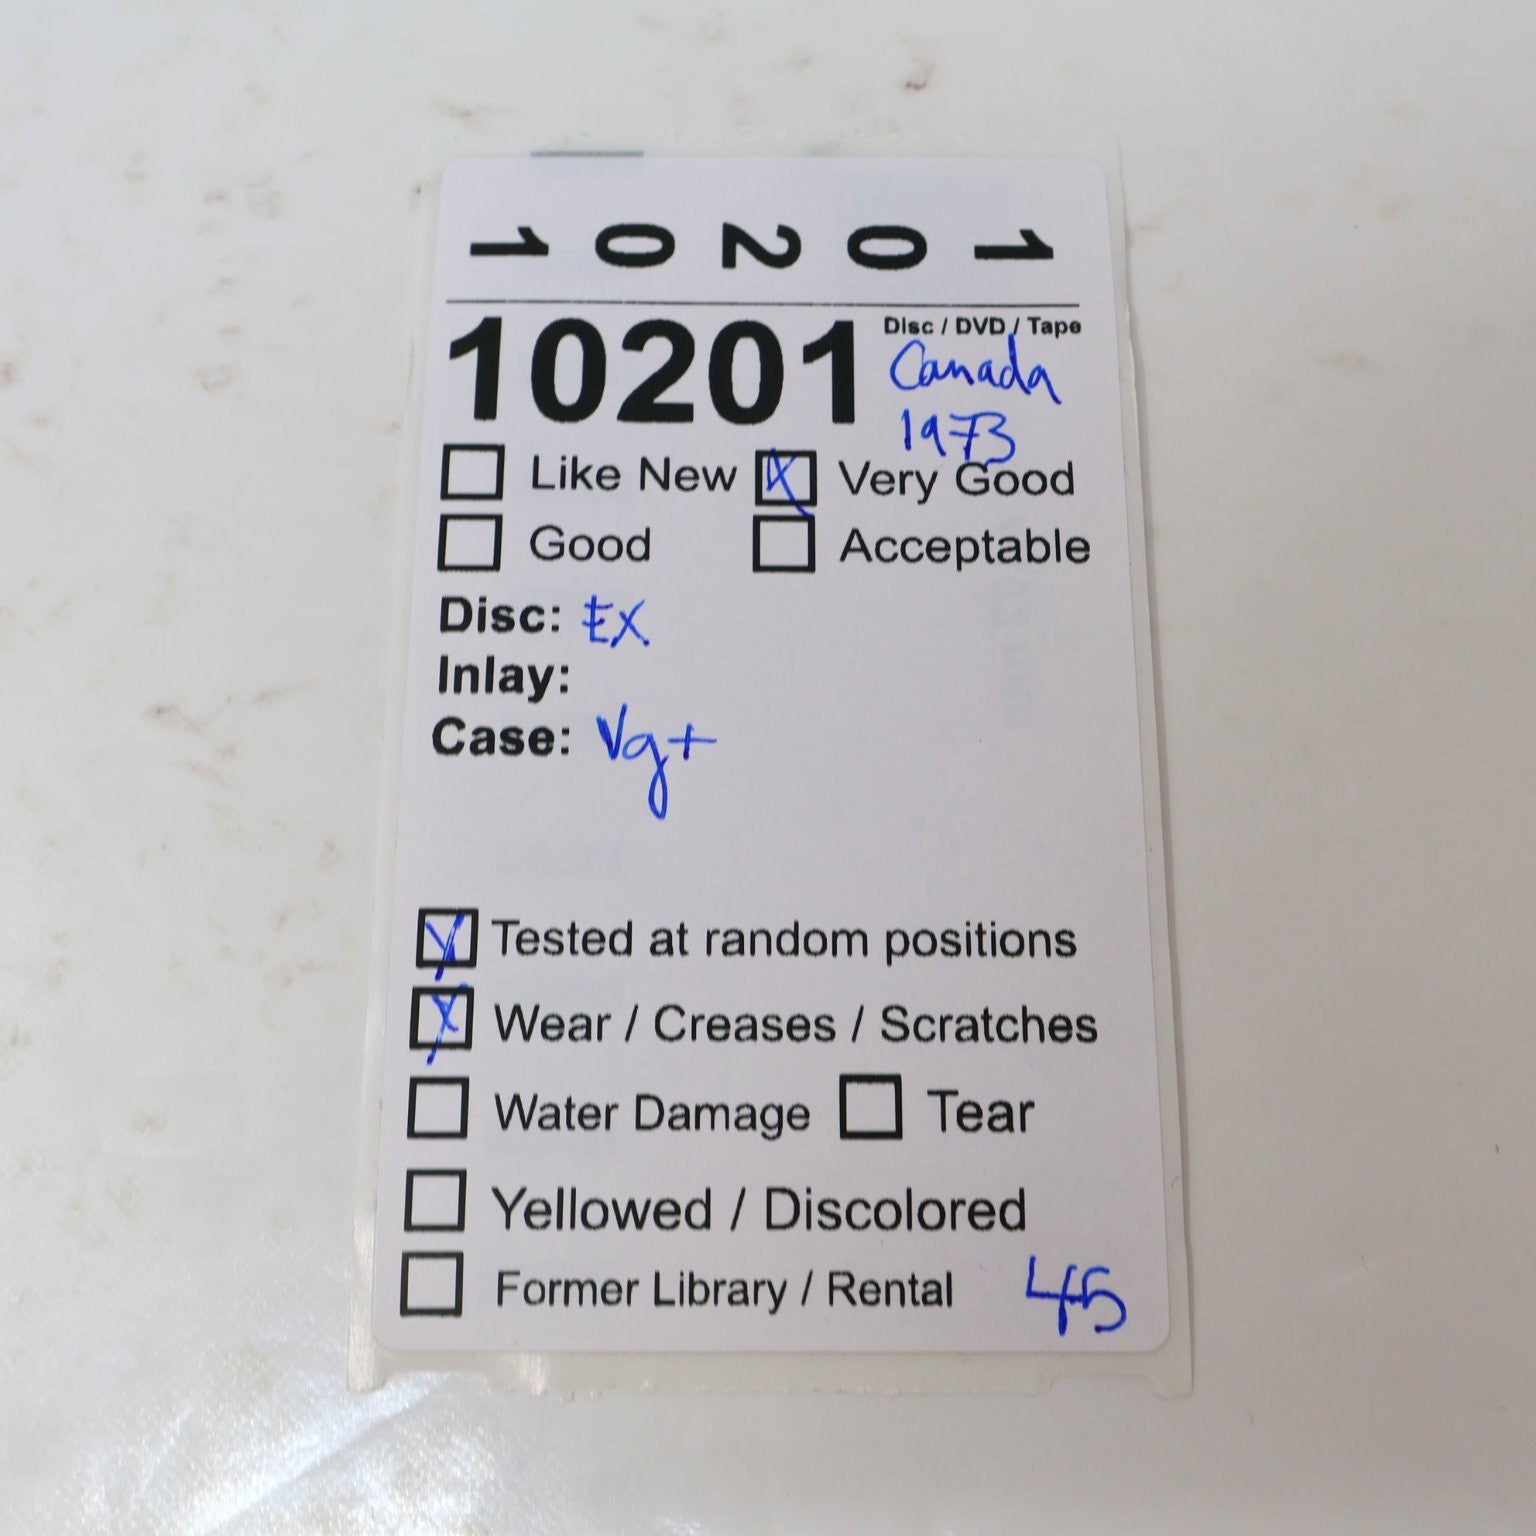 10201
10201 Disc / DVD / Tape
Canada
1973
Like New Very Good
Good Acceptable
Disc: EX
Inlay:
Case: Vg+
Tested at random positions
Wear / Creases / Scratches
Water Damage Tear
Yellowed / Discolored
Former Library / Rental 45